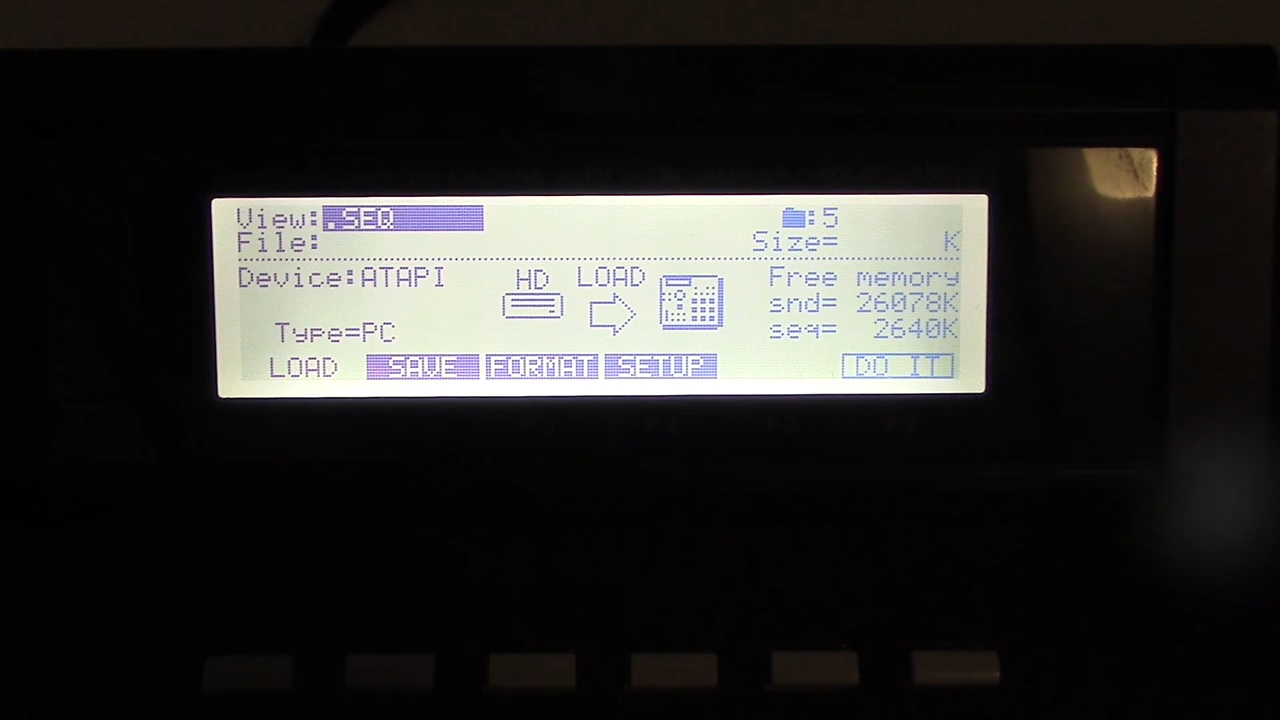 View:.SEQ :5
File: Size= K
Device:ATAPI HD LOAD Free memory
snd= 26078K
Type=PC seq= 2640K
LOAD SAVE FORMAT SETUP DO IT